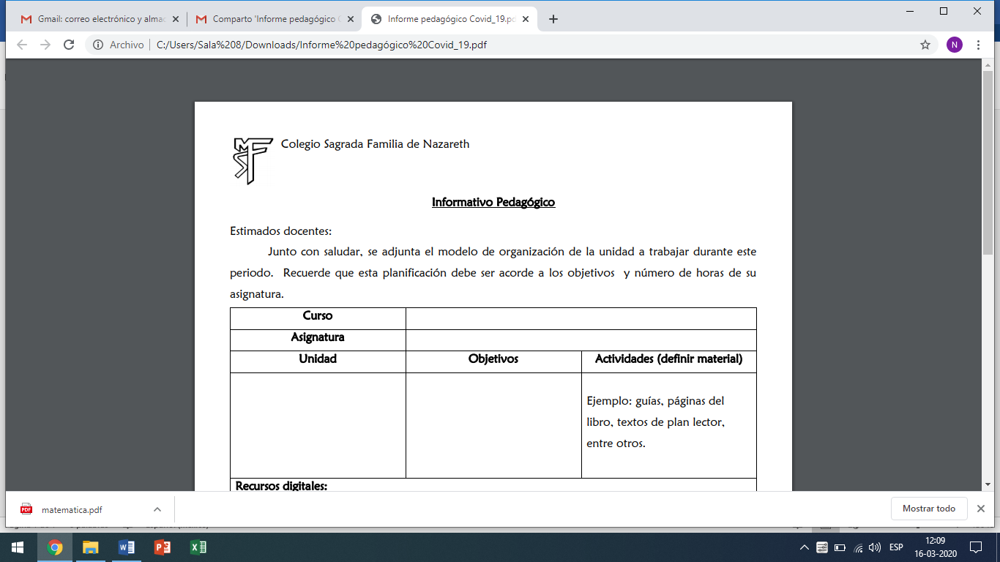 Gmail: correo electrónico y alma
Comparto 'Informe pedagógico C
Informe pedagógico Covid_19.pd
Archivo
C:/Users/Sala%208/Downloads/Informe%20pedagógico%20Covid_19.pdf
N
Colegio Sagrada Familia de Nazareth
Informativo Pedagógico
Estimados docentes:
Junto con saludar, se adjunta el modelo de organización de la unidad a trabajar durante este
periodo. Recuerde que esta planificación debe ser acorde a los objetivos y número de horas de su
asignatura.
Curso
Asignatura
Unidad
Objetivos
Actividades (definir material)
Ejemplo: guías, páginas del
libro, textos de plan lector,
entre otros.
Recursos digitales:
PDF
matematica.pdf
Mostrar todo
ESP
12:09
16-03-2020